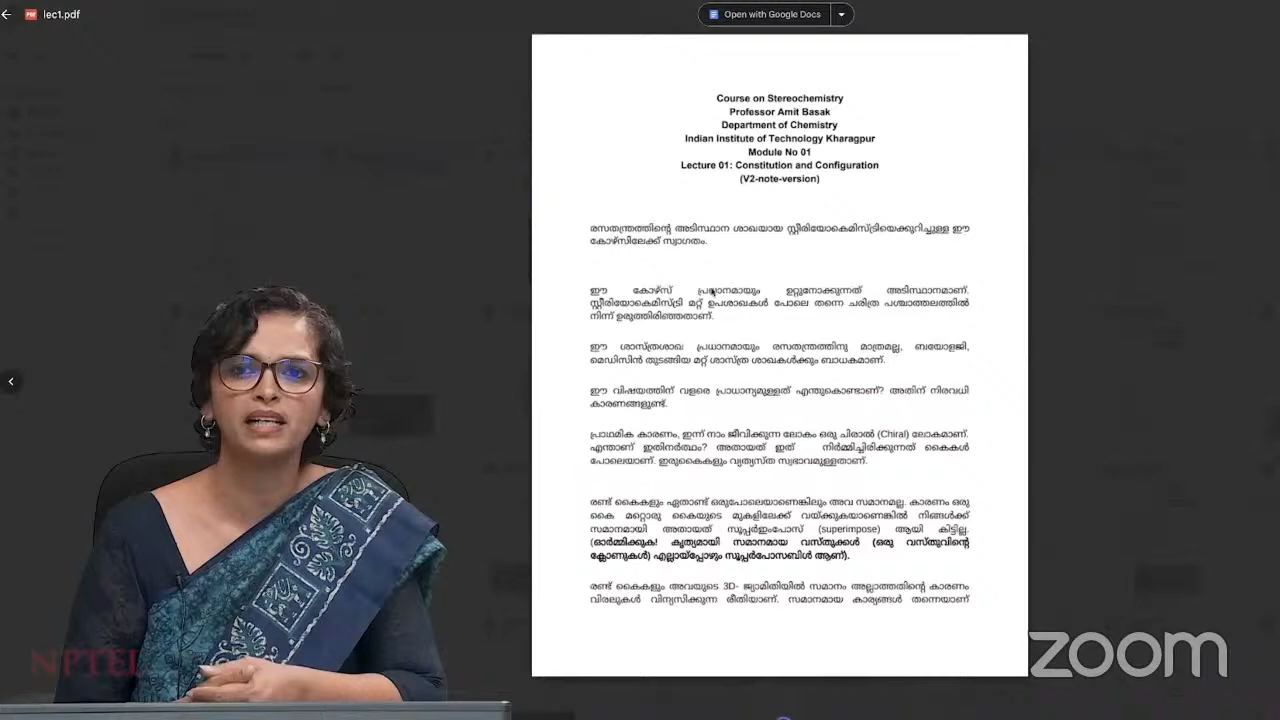 lec1.pdf
Open with Google Docs
Course on Stereochemistry
Professor Amit Basak
Department of Chemistry
Indian Institute of Technology Kharagpur
Module No 01
Lecture 01: Constitution and Configuration
(V2-note-version)
രസതന്ത്രത്തിന്റെ അടിസ്ഥാന ശാഖയായ സ്റ്റീരിയോകെമിസ്ട്രിയെക്കുറിച്ചുള്ള ഈ
കോഴ്സിലേക്ക് സ്വാഗതം.
ഈ കോഴ്സ് പ്രധാനമായും ഉറ്റുനോക്കുന്നത് അടിസ്ഥാനമാണ്.
സ്റ്റീരിയോകെമിസ്ട്രി മറ്റ് ഉപശാഖകൾ പോലെ തന്നെ ചരിത്ര പശ്ചാത്തലത്തിൽ
നിന്ന് ഉരുത്തിരിഞ്ഞതാണ്.
ഈ ശാസ്ത്രശാഖ പ്രധാനമായും രസതന്ത്രത്തിനു മാത്രമല്ല, ബയോളജി,
മെഡിസിൻ തുടങ്ങിയ മറ്റ് ശാസ്ത്ര ശാഖകൾക്കും ബാധകമാണ്.
ഈ വിഷയത്തിന് വളരെ പ്രാധാന്യമുള്ളത് എന്തുകൊണ്ടാണ്? അതിന് നിരവധി
കാരണങ്ങളുണ്ട്.
പ്രാഥമിക കാരണം, ഇന്ന് നാം ജീവിക്കുന്ന ലോകം ഒരു ചിരാൽ (Chiral) ലോകമാണ്.
എന്താണ് ഇതിനർത്ഥം? അതായത് ഇത് നിർമ്മിച്ചിരിക്കുന്നത് കൈകൾ
പോലെയാണ്. ഇരുകൈകളും വ്യത്യസ്ത സ്വഭാവമുള്ളതാണ്.
രണ്ട് കൈകളും ഏതാണ്ട് ഒരുപോലെയാണെങ്കിലും അവ സമാനമല്ല. കാരണം ഒരു
കൈ മറ്റൊരു കൈയുടെ മുകളിലേക്ക് വയ്ക്കുകയാണെങ്കിൽ നിങ്ങൾക്ക്
സമാനമായി അതായത് സൂപ്പർഇംപോസ് (superimpose) ആയി കിട്ടില്ല.
(ഓർമ്മിക്കുക! കൃത്യമായി സമാനമായ വസ്തുക്കൾ (ഒരു വസ്തുവിന്റെ
ക്ലോണുകൾ) എല്ലായ്പ്പോഴും സൂപ്പർപോസബിൾ ആണ്).
രണ്ട് കൈകളും അവയുടെ 3D- ജ്യാമിതിയിൽ സമാനം അല്ലാത്തതിന്റെ കാരണം
വിരലുകൾ വിന്യസിക്കുന്ന രീതിയാണ്. സമാനമായ കാര്യങ്ങൾ തന്നെയാണ്
NPTEL
zoom